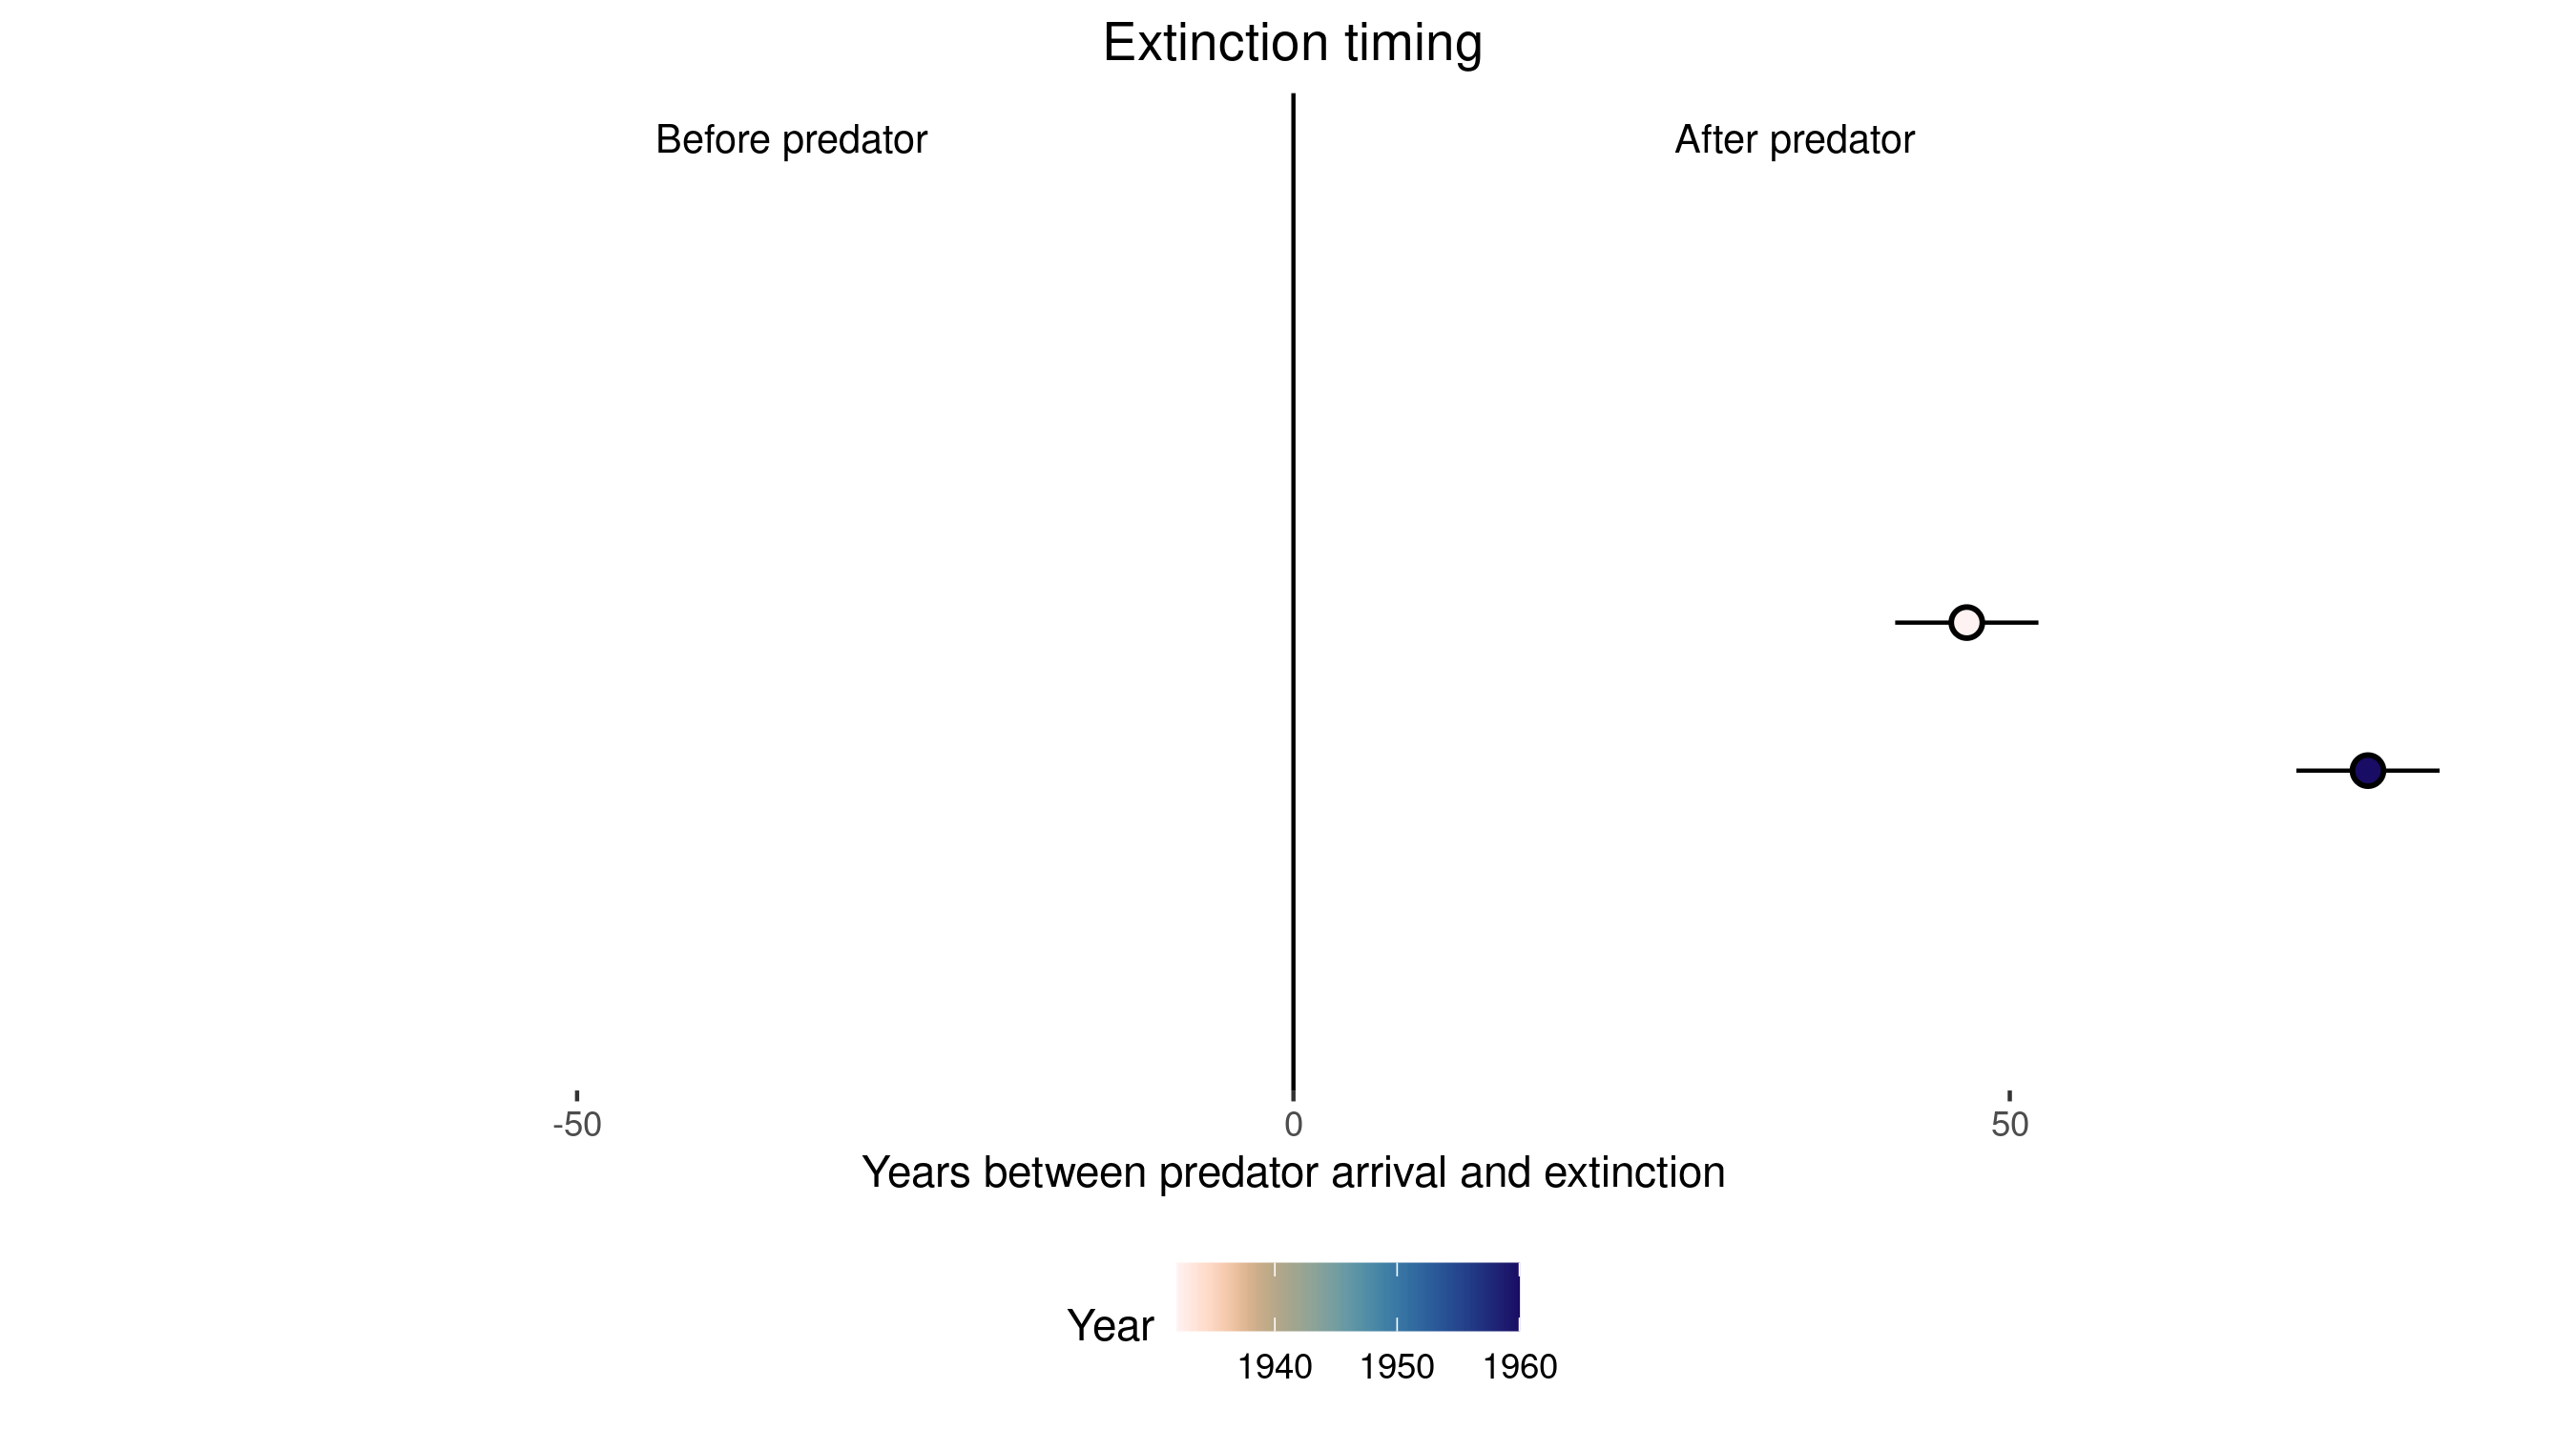 Extinction timing
Before predator
After predator
-50
0
50
Years between predator arrival and extinction
Year
1940
1950
1960